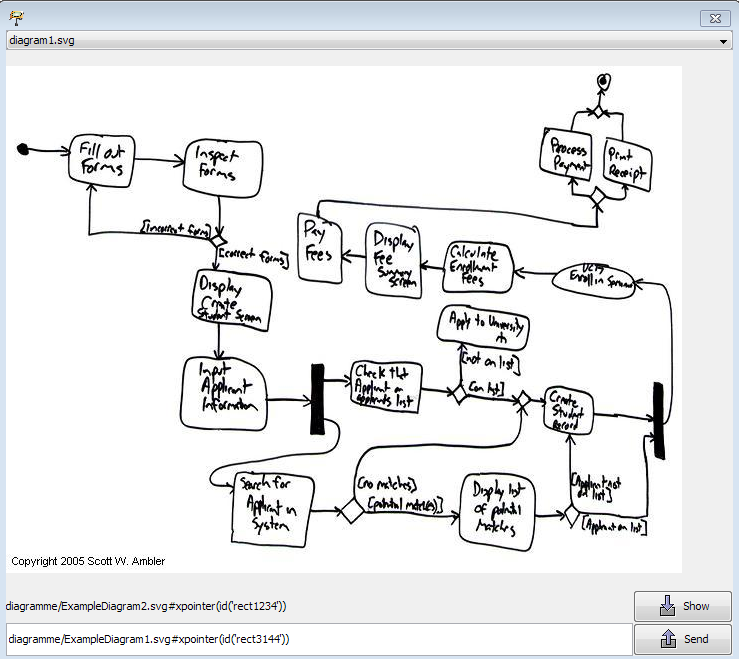 diagram1.svg
Fill out
Forms
Inspect
Forms
[incorrect forms]
[correct forms]
Display
Create
Student Screen
Input
Applicant
Information
Check that
Applicant on
applicants list
[not on list]
[on list]
Apply to University
Create
Student
Record
Search for
Applicant in
System
[no matches]
[potential matches]
Display list
of potential
Matches
[Applicant not
on list]
[Applicant on list]
Enroll in
Calculate
Enrollment
Fees
Display
Fee
Summary
Screen
Pay
Fees
Process
Payment
Print
Receipt
Copyright 2005 Scott W. Ambler
diagramme/ExampleDiagram2.svg#xpointer(id('rect1234'))
Show
diagramme/ExampleDiagram1.svg#xpointer(id('rect3144'))
Send